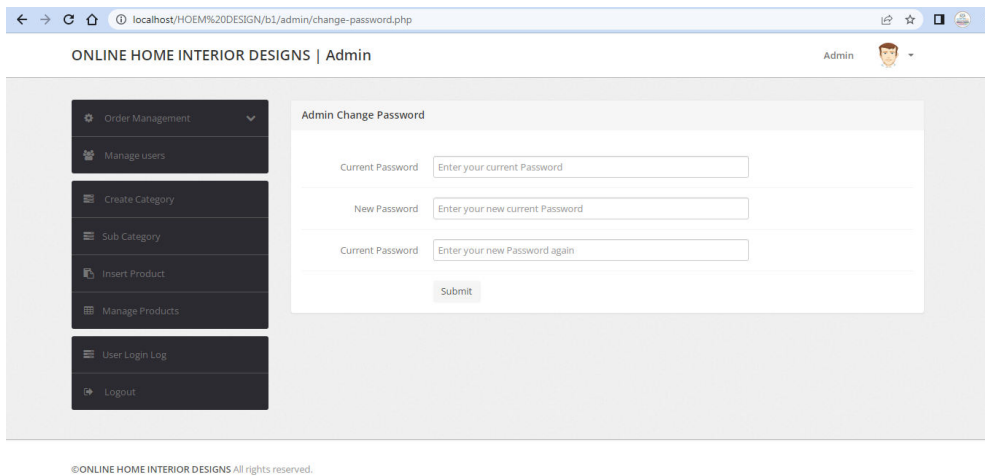 localhost/HOEM%20DESIGN/b1/admin/change-password.php
ONLINE HOME INTERIOR DESIGNS | Admin
Admin
Order Management
Manage users
Create Category
Sub Category
Insert Product
Manage Products
User Login Log
Logout
Admin Change Password
Current Password Enter your current Password
New Password Enter your new current Password
Current Password Enter your new Password again
Submit
©ONLINE HOME INTERIOR DESIGNS All rights reserved.